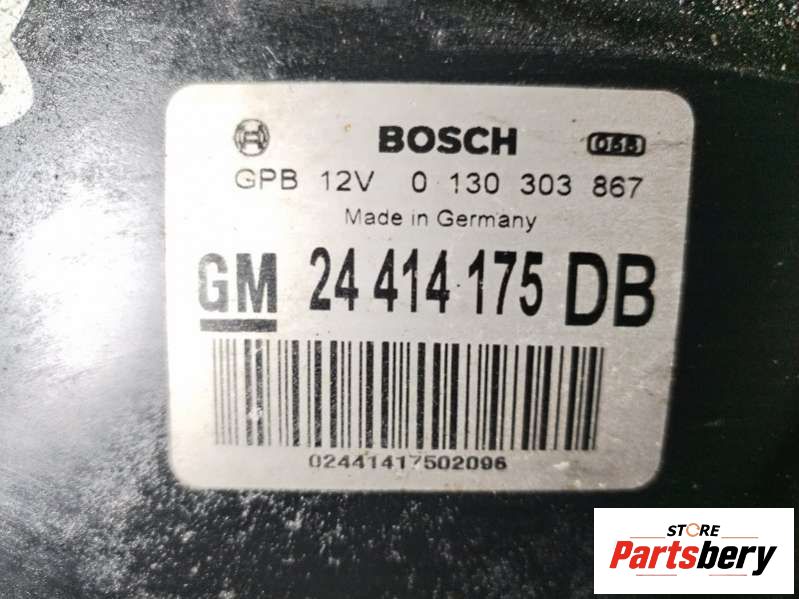 BOSCH
GPB 12V 0 130 303 867
Made in Germany
GM 24 414 175 DB
02441417502096
STORE
Partsbery